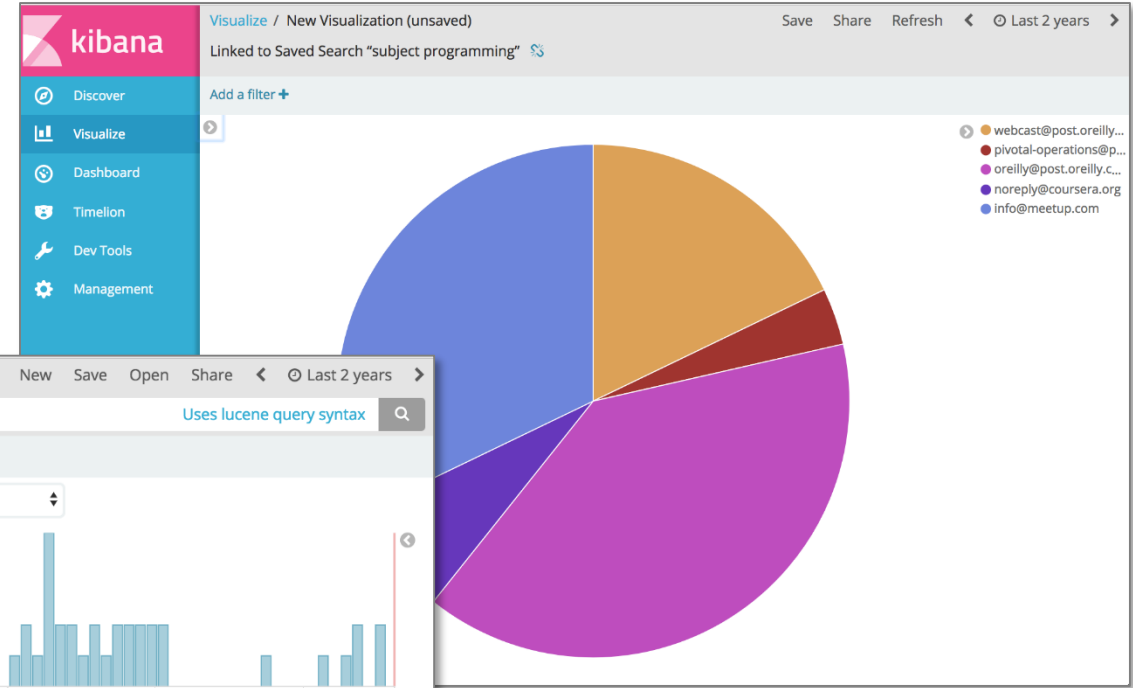 kibana
Visualize / New Visualization (unsaved)
Save Share Refresh Last 2 years
Linked to Saved Search “subject programming”
Discover
Add a filter +
Visualize
Dashboard
Timelion
Dev Tools
Management
webcast@post.oreilly...
pivotal-operations@p...
oreilly@post.oreilly.c...
noreply@coursera.org
info@meetup.com
New Save Open Share Last 2 years
Uses lucene query syntax